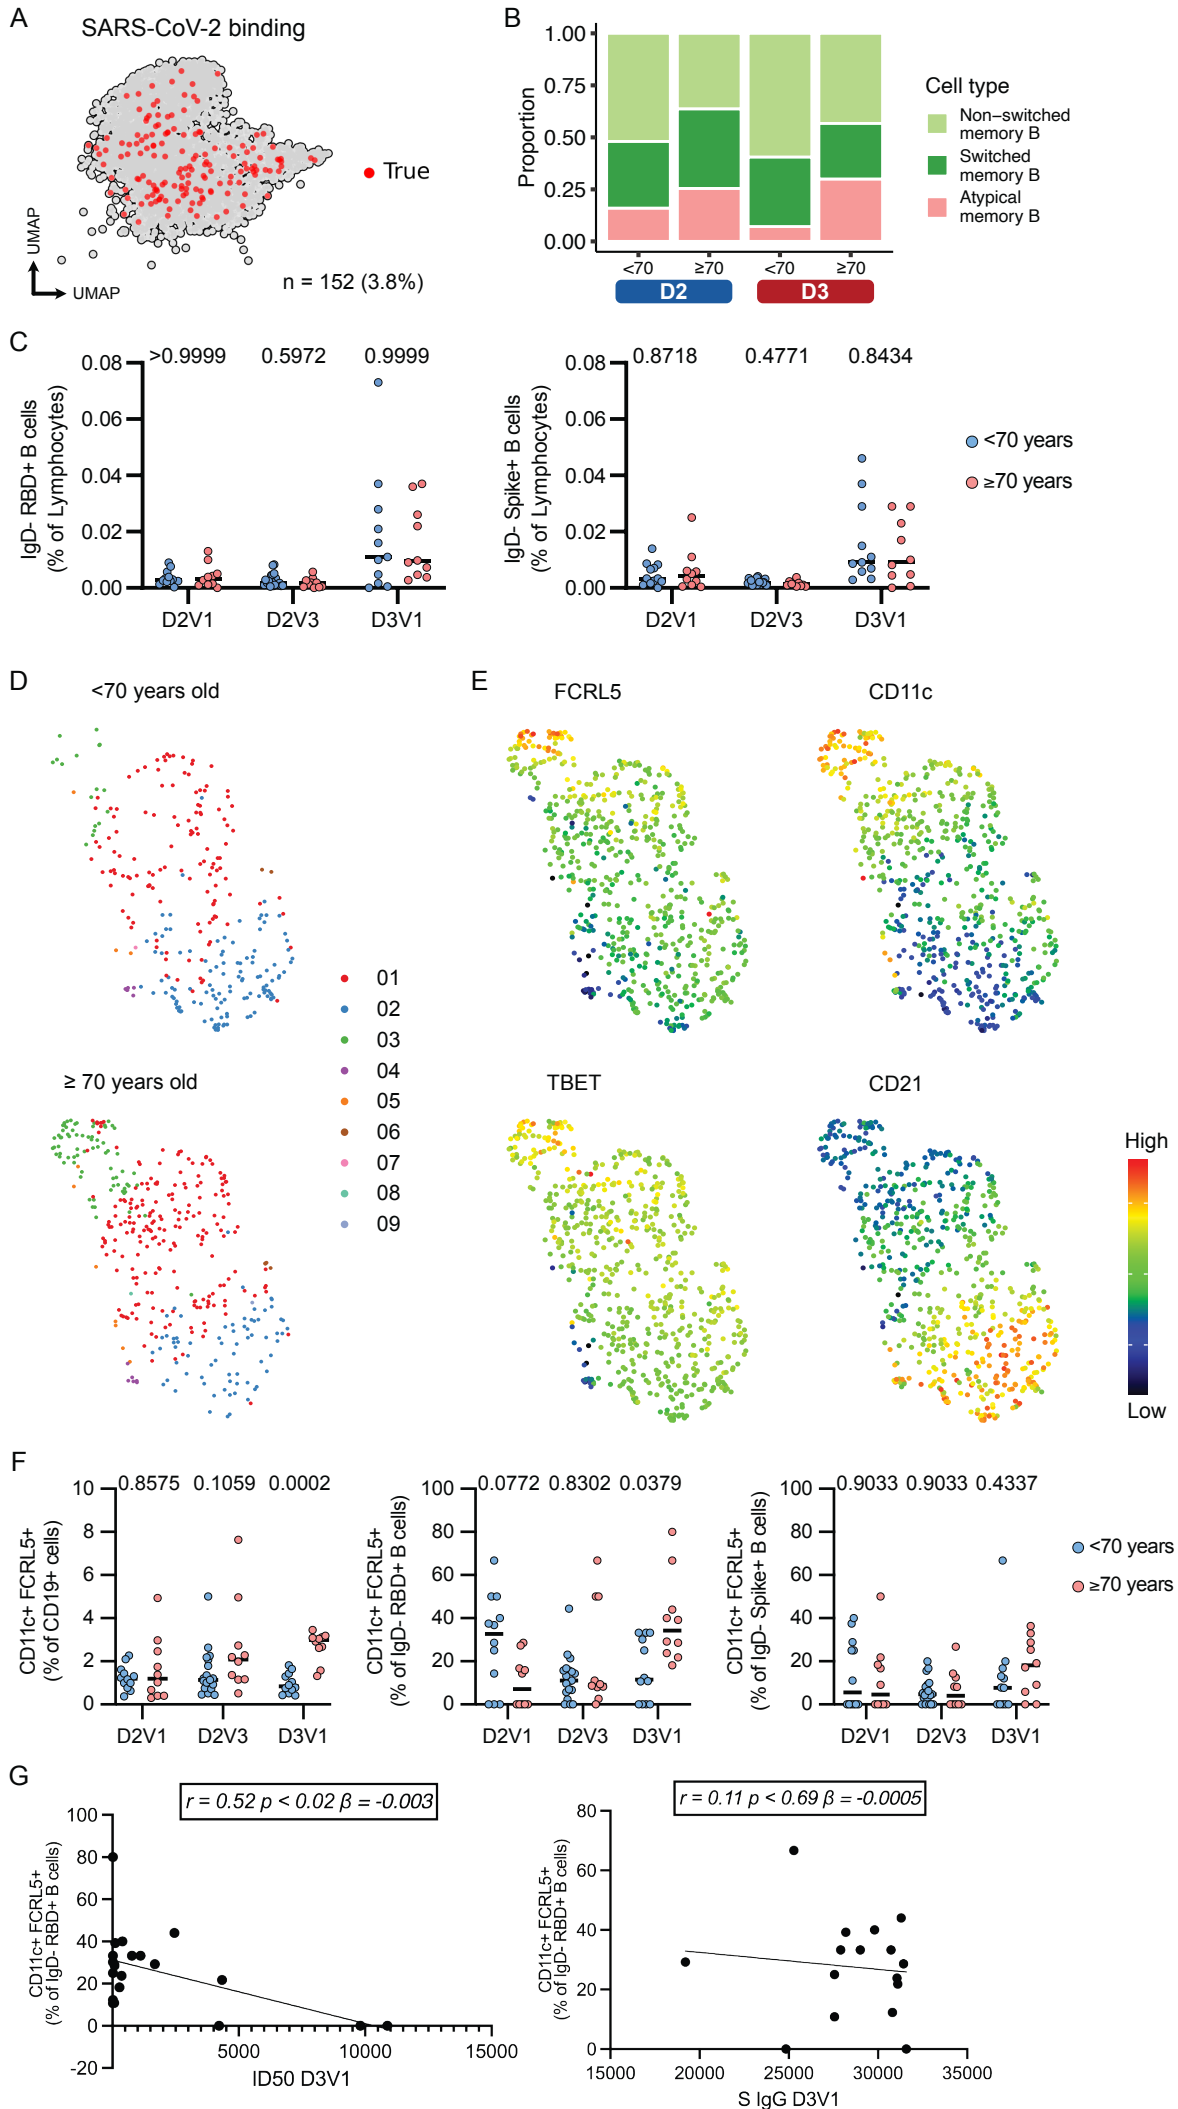 A
SARS-CoV-2 binding
True
UMAP
UMAP
n = 152 (3.8%)
B
Proportion
1.00
0.75
0.50
0.25
0.00
<70
≥70
<70
≥70
D2
D3
Cell type
Non–switched
memory B
Switched
memory B
Atypical
memory B
C
IgD- RBD+ B cells
(% of Lymphocytes)
>0.9999
0.5972
0.9999
0.08
0.06
0.04
0.02
0.00
D2V1
D2V3
D3V1
IgD- Spike+ B cells
(% of Lymphocytes)
0.8718
0.4771
0.8434
0.08
0.06
0.04
0.02
0.00
D2V1
D2V3
D3V1
<70 years
≥70 years
D
<70 years old
≥ 70 years old
01
02
03
04
05
06
07
08
09
E
FCRL5
CD11c
TBET
CD21
High
Low
F
CD11c+ FCRL5+
(% of CD19+ cells)
0.8575
0.1059
0.0002
10
8
6
4
2
0
D2V1
D2V3
D3V1
CD11c+ FCRL5+
(% of IgD- RBD+ B cells)
0.0772
0.8302
0.0379
100
80
60
40
20
0
D2V1
D2V3
D3V1
CD11c+ FCRL5+
(% of IgD- Spike+ B cells)
0.9033
0.9033
0.4337
100
80
60
40
20
0
D2V1
D2V3
D3V1
<70 years
≥70 years
G
r = 0.52 p < 0.02 β = -0.003
CD11c+ FCRL5+
(% of IgD- RBD+ B cells)
100
80
60
40
20
0
-20
5000
10000
15000
ID50 D3V1
r = 0.11 p < 0.69 β = -0.0005
CD11c+ FCRL5+
(% of IgD- RBD+ B cells)
80
60
40
20
0
15000
20000
25000
30000
35000
S IgG D3V1